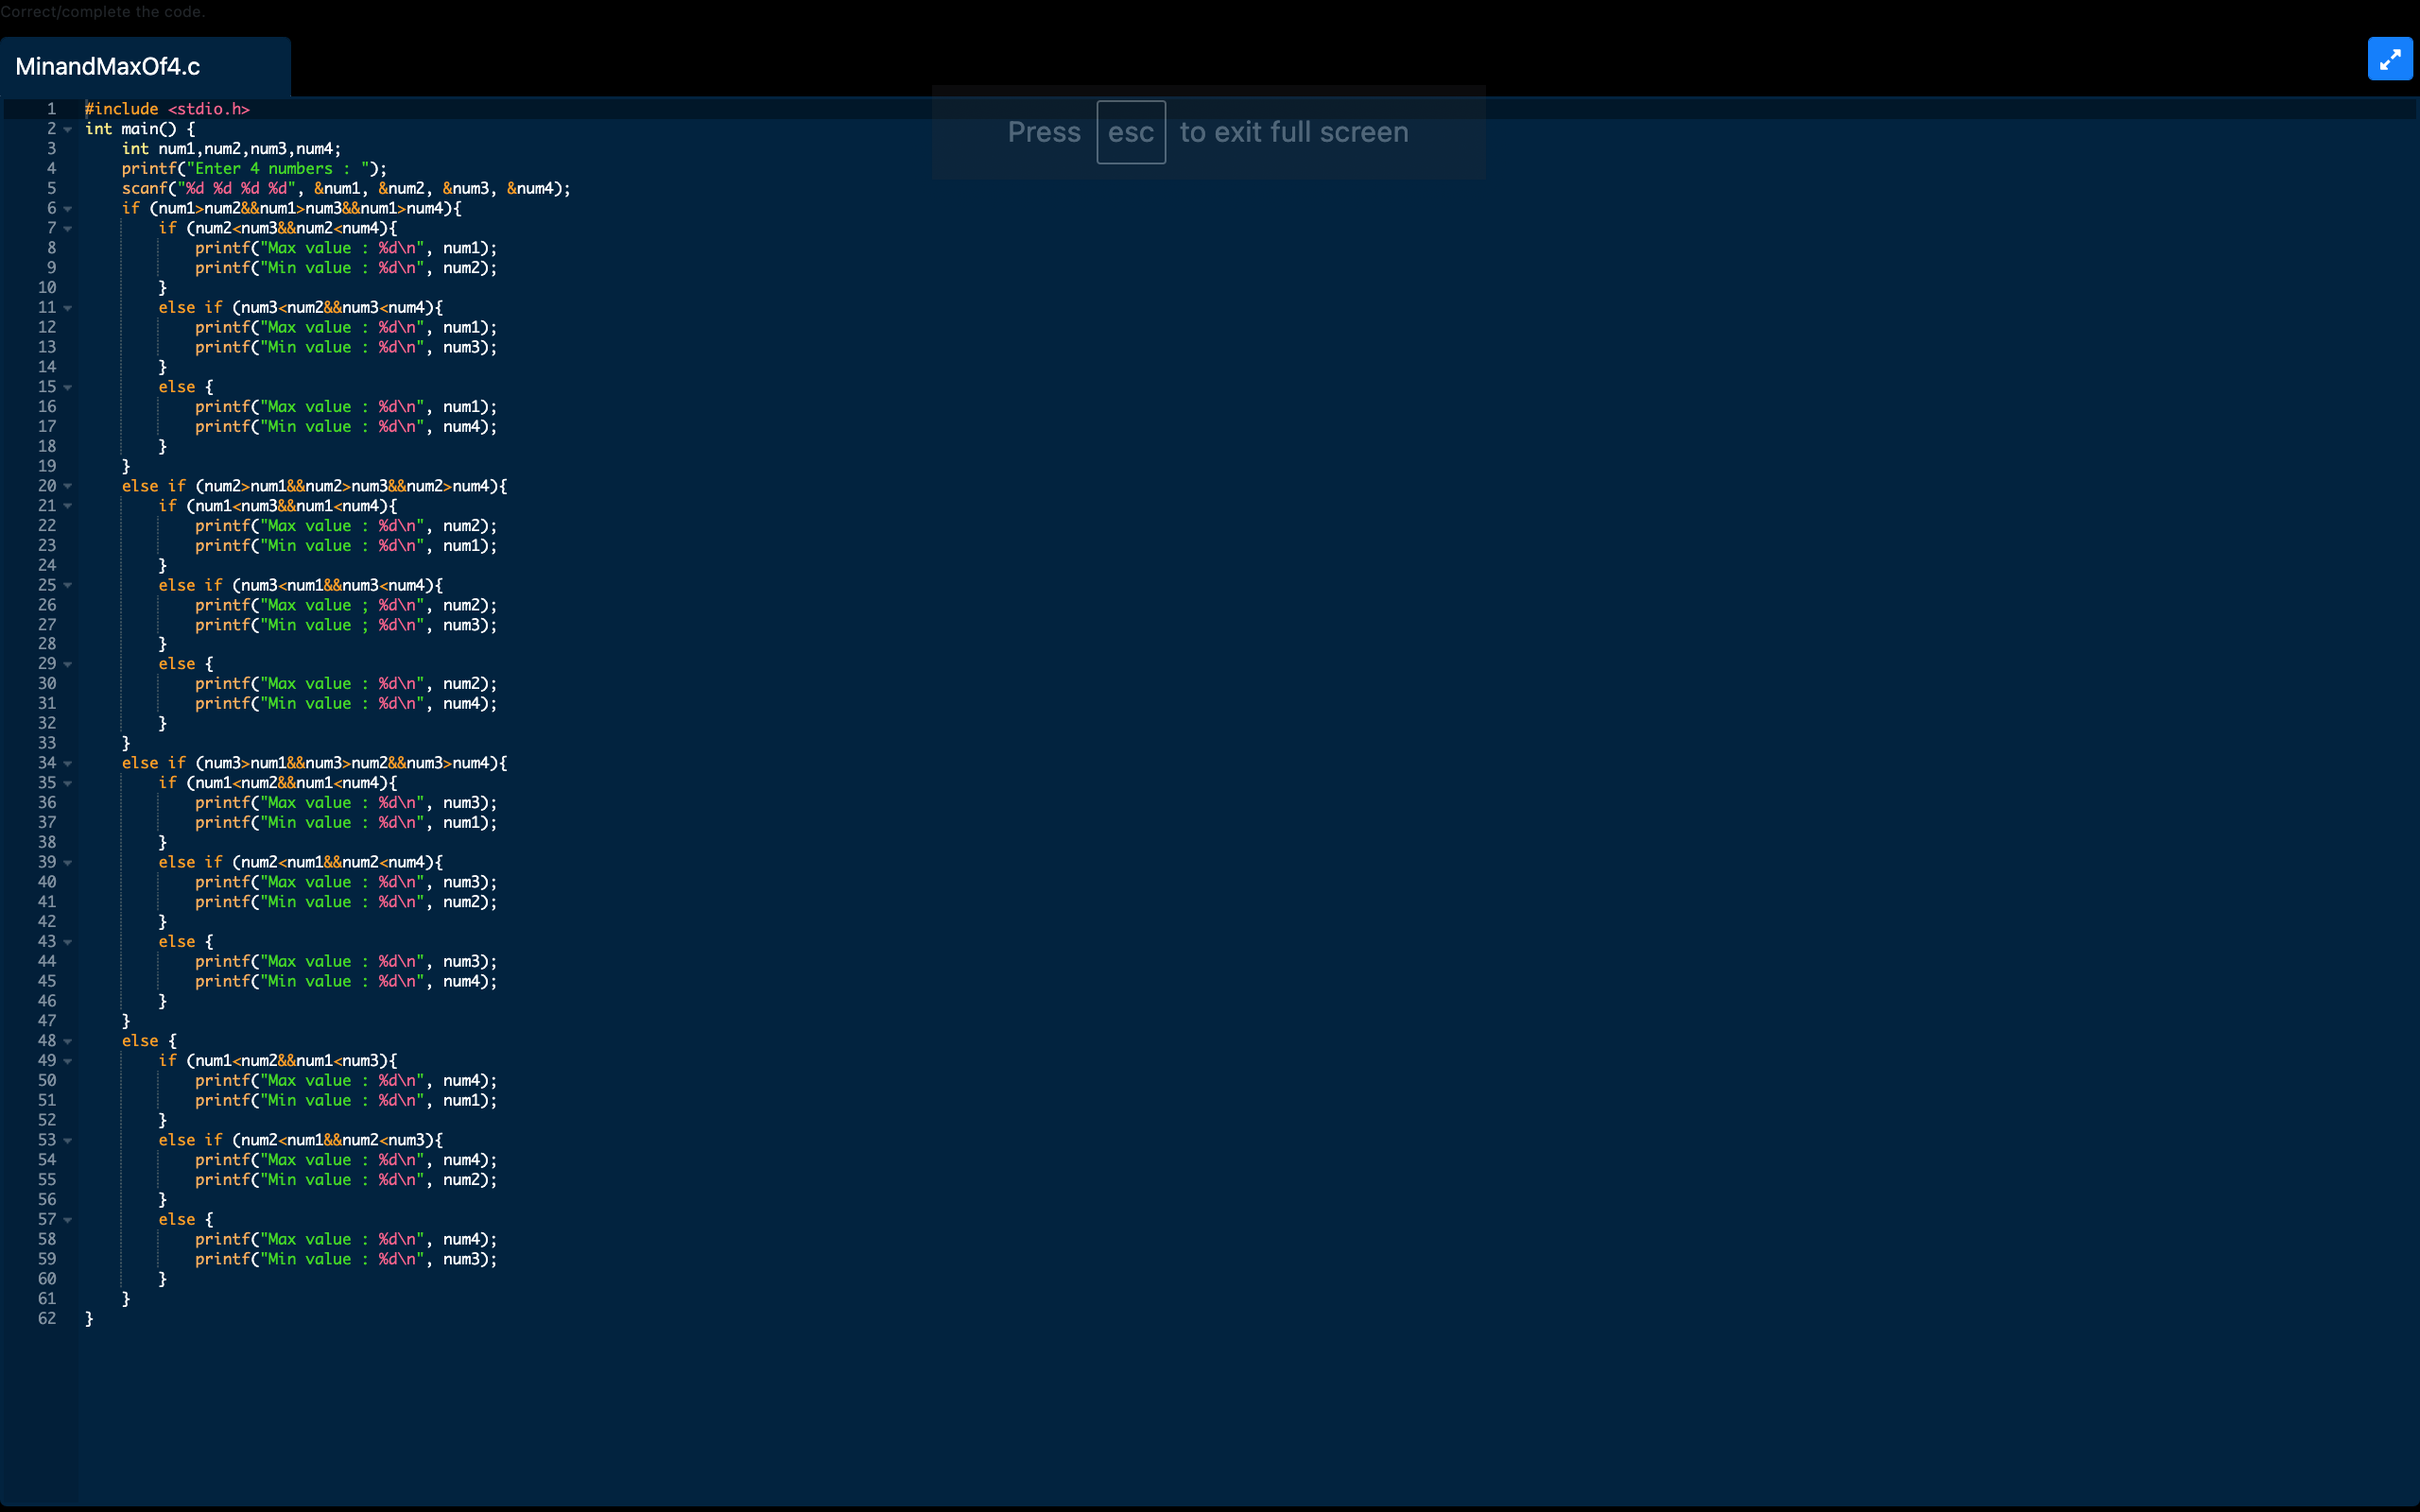 Correct/complete the code.
MinandMaxOf4.c
Press esc to exit full screen
1 #include <stdio.h>
2 int main() {
3     int num1,num2,num3,num4;
4     printf("Enter 4 numbers : ");
5     scanf("%d %d %d %d", &num1, &num2, &num3, &num4);
6     if (num1>num2&&num1>num3&&num1>num4){
7         if (num2<num3&&num2<num4){
8             printf("Max value : %d\n", num1);
9             printf("Min value : %d\n", num2);
10         }
11         else if (num3<num2&&num3<num4){
12             printf("Max value : %d\n", num1);
13             printf("Min value : %d\n", num3);
14         }
15         else {
16             printf("Max value : %d\n", num1);
17             printf("Min value : %d\n", num4);
18         }
19     }
20     else if (num2>num1&&num2>num3&&num2>num4){
21         if (num1<num3&&num1<num4){
22             printf("Max value : %d\n", num2);
23             printf("Min value : %d\n", num1);
24         }
25         else if (num3<num1&&num3<num4){
26             printf("Max value ; %d\n", num2);
27             printf("Min value ; %d\n", num3);
28         }
29         else {
30             printf("Max value : %d\n", num2);
31             printf("Min value : %d\n", num4);
32         }
33     }
34     else if (num3>num1&&num3>num2&&num3>num4){
35         if (num1<num2&&num1<num4){
36             printf("Max value : %d\n", num3);
37             printf("Min value : %d\n", num1);
38         }
39         else if (num2<num1&&num2<num4){
40             printf("Max value : %d\n", num3);
41             printf("Min value : %d\n", num2);
42         }
43         else {
44             printf("Max value : %d\n", num3);
45             printf("Min value : %d\n", num4);
46         }
47     }
48     else {
49         if (num1<num2&&num1<num3){
50             printf("Max value : %d\n", num4);
51             printf("Min value : %d\n", num1);
52         }
53         else if (num2<num1&&num2<num3){
54             printf("Max value : %d\n", num4);
55             printf("Min value : %d\n", num2);
56         }
57         else {
58             printf("Max value : %d\n", num4);
59             printf("Min value : %d\n", num3);
60         }
61     }
62 }